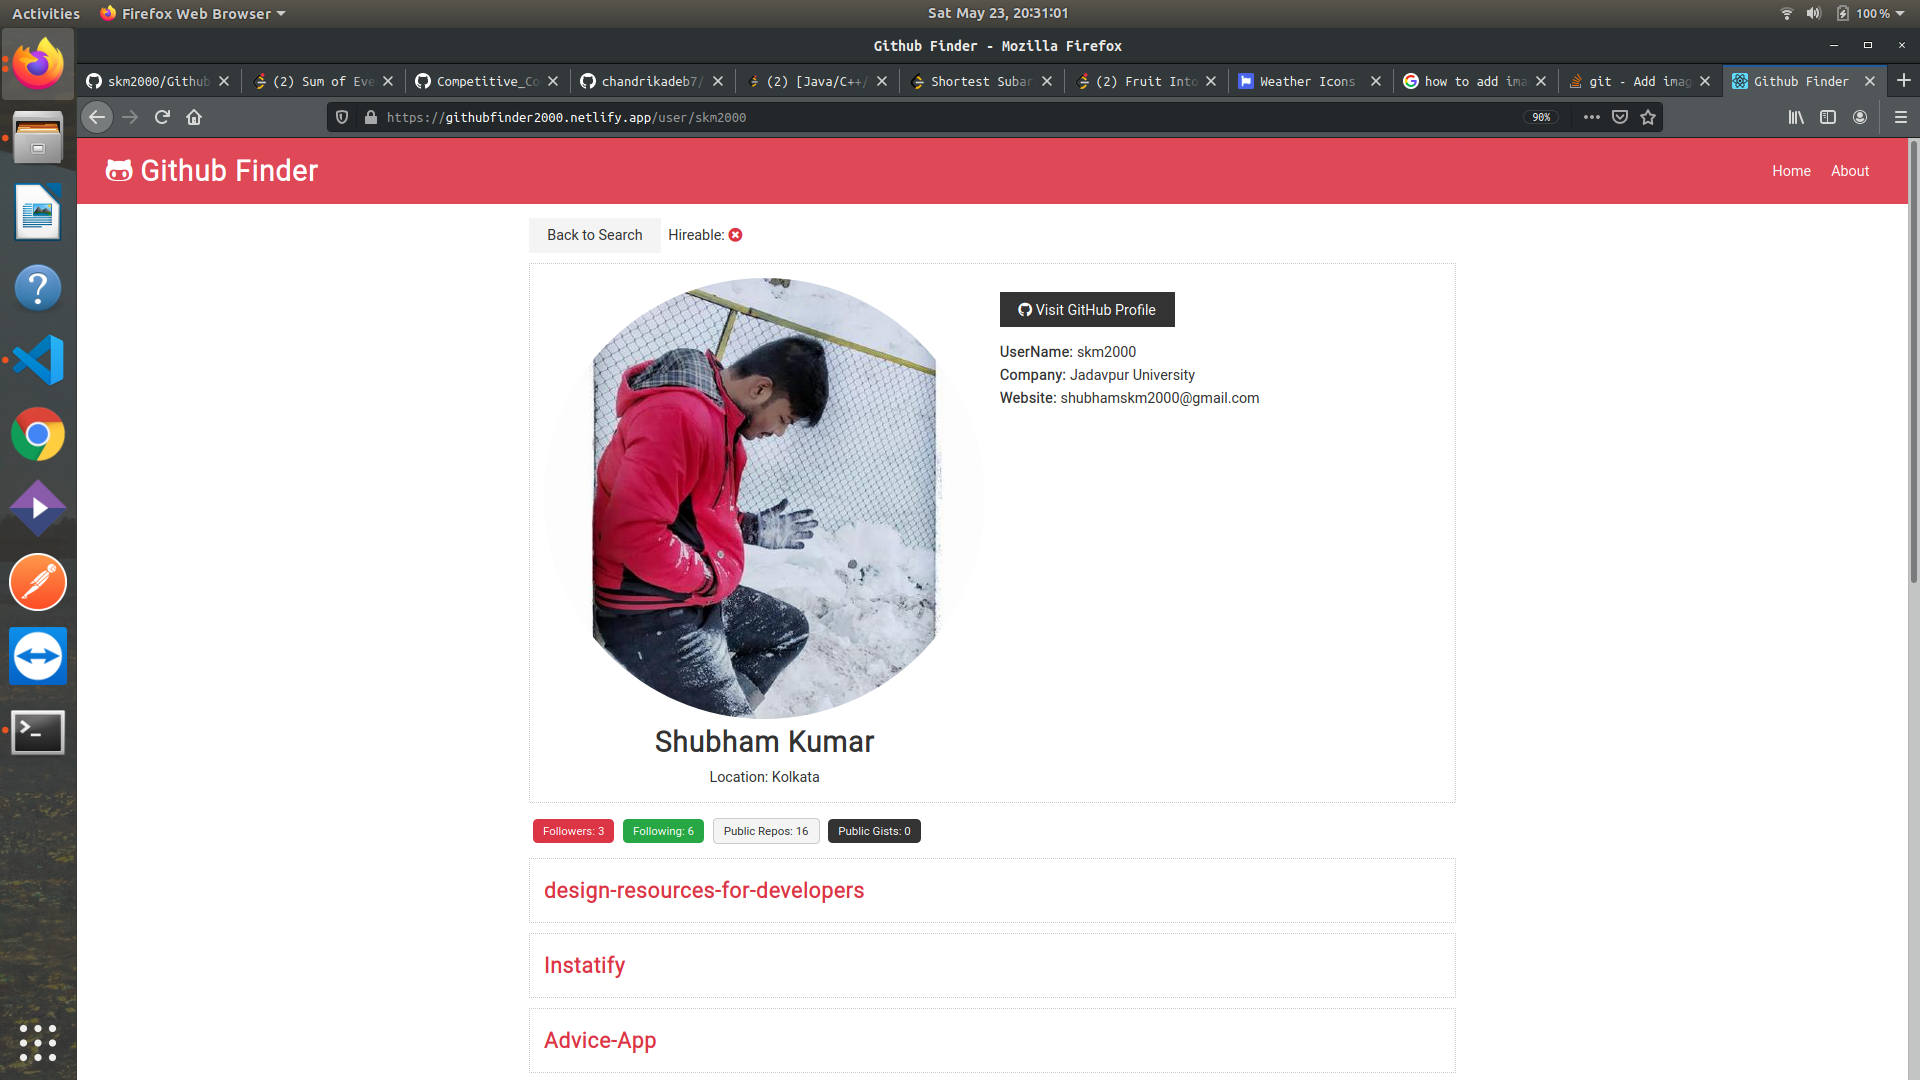 Activities Firefox Web Browser Sat May 23, 20:31:01 100 %
Github Finder - Mozilla Firefox
skm2000/Github (2) Sum of Eve Competitive_Co chandrikadeb7/ (2) [Java/C++/ Shortest Subar (2) Fruit Into Weather Icons how to add ima git - Add imag Github Finder
https://githubfinder2000.netlify.app/user/skm2000 90%
Github Finder Home About
Back to Search Hireable:
Visit GitHub Profile
UserName: skm2000
Company: Jadavpur University
Website: shubhamskm2000@gmail.com
Shubham Kumar
Location: Kolkata
Followers: 3 Following: 6 Public Repos: 16 Public Gists: 0
design-resources-for-developers
Instatify
Advice-App